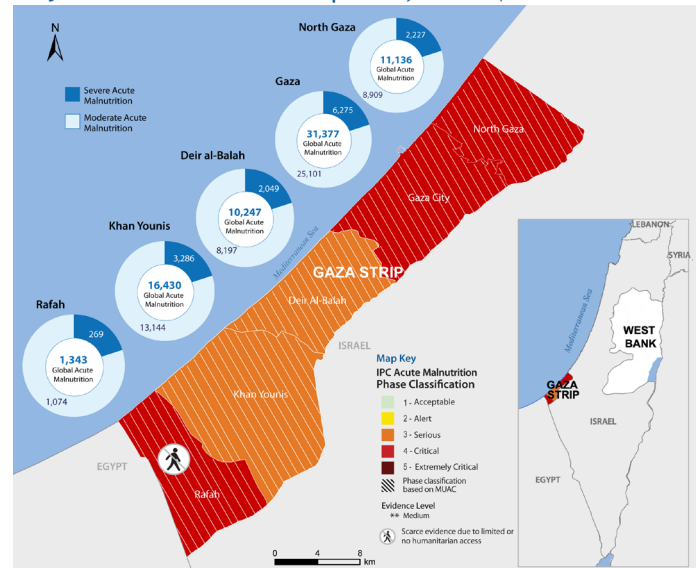 N
Severe Acute
Malnutrition
Moderate Acute
Malnutrition
North Gaza
2,227
11,136
Global Acute
Malnutrition
8,909
Gaza
6,275
31,377
Global Acute
Malnutrition
25,101
Deir al-Balah
2,049
10,247
Global Acute
Malnutrition
8,197
Khan Younis
3,286
16,430
Global Acute
Malnutrition
13,144
Rafah
269
1,343
Global Acute
Malnutrition
1,074
North Gaza
Gaza City
Mediterranean Sea
GAZA STRIP
Deir Al-Balah
ISRAEL
Khan Younis
EGYPT
Rafah
Map Key
IPC Acute Malnutrition
Phase Classification
1 - Acceptable
2 - Alert
3 - Serious
4 - Critical
5 - Extremely Critical
Phase classification
based on MUAC
Evidence Level
** Medium
Scarce evidence due to limited or
no humanitarian access
0 4 8
km
LEBANON
SYRIA
Mediterranean Sea
WEST
BANK
GAZA
STRIP
ISRAEL
EGYPT